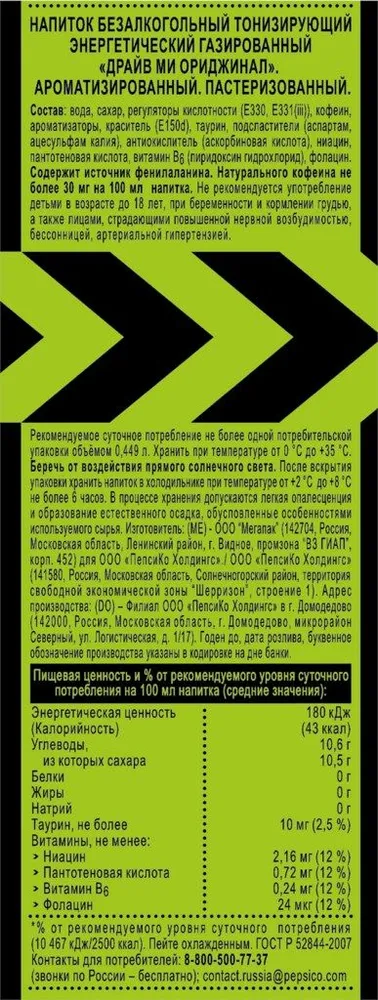 НАПИТОК БЕЗАЛКОГОЛЬНЫЙ ТОНИЗИРУЮЩИЙ
ЭНЕРГЕТИЧЕСКИЙ ГАЗИРОВАННЫЙ
«ДРАЙВ МИ ОРИДЖИНАЛ».
АРОМАТИЗИРОВАННЫЙ. ПАСТЕРИЗОВАННЫЙ.
Состав: вода, сахар, регуляторы кислотности (Е330, Е331(iii)), кофеин,
ароматизаторы, краситель (E150d), таурин, подсластители (аспартам,
ацесульфам калия), антиокислитель (аскорбиновая кислота), ниацин,
пантотеновая кислота, витамин В6 (пиридоксин гидрохлорид), фолацин.
Содержит источник фенилаланина. Натурального кофеина не
более 30 мг на 100 мл напитка. Не рекомендуется употребление
детьми в возрасте до 18 лет, при беременности и кормлении грудью,
а также лицами, страдающими повышенной нервной возбудимостью,
бессонницей, артериальной гипертензией.
Рекомендуемое суточное потребление не более одной потребительской
упаковки объёмом 0,449 л. Хранить при температуре от 0 °С до +35 °С.
Беречь от воздействия прямого солнечного света. После вскрытия
упаковки хранить напиток в холодильнике при температуре от +2 °С до +8 °С
не более 6 часов. В процессе хранения допускаются легкая опалесценция
и образование естественного осадка, обусловленные особенностями
используемого сырья. Изготовитель: (МЕ) - ООО "Мегапак" (142704, Россия,
Московская область, Ленинский район, г. Видное, промзона "ВЗ ГИАП",
корп. 452) для ООО «ПепсиКо Холдингс»./ ООО «ПепсиКо Холдингс»
(141580, Россия, Московская область, Солнечногорский район, территория
свободной экономической зоны "Шерризон", строение 1). Адрес
производства: (DO) – Филиал ООО «ПепсиКо Холдингс» в г. Домодедово
(142000, Россия, Московская область, г. Домодедово, микрорайон
Северный, ул. Логистическая, д. 1/17). Годен до, дата розлива, буквенное
обозначение производства указаны в кодировке на дне банки.
Пищевая ценность и % от рекомендуемого уровня суточного
потребления на 100 мл напитка (средние значения):
Энергетическая ценность 180 кДж
(Калорийность) (43 ккал)
Углеводы, 10,6 г
из которых сахара 10,5 г
Белки 0 г
Жиры 0 г
Натрий 0 г
Таурин, не более 10 мг (2,5 %)
Витамины, не менее:
> Ниацин 2,16 мг (12 %)
> Пантотеновая кислота 0,72 мг (12 %)
> Витамин В6 0,24 мг (12 %)
> Фолацин 24 мкг (12 %)
*% от рекомендуемого уровня суточного потребления
(10 467 кДж/2500 ккал). Пейте охлажденным. ГОСТ Р 52844-2007
Контакты для потребителей: 8-800-500-77-37
(звонки по России – бесплатно); contact.russia@pepsico.com